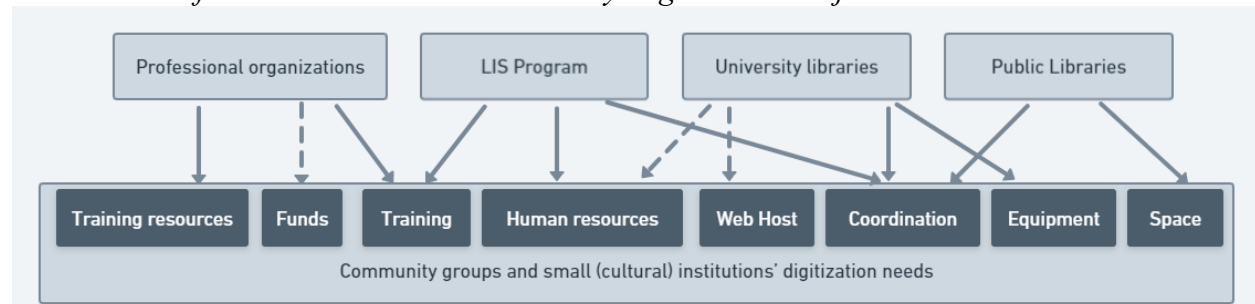 Professional organizations
LIS Program
University libraries
Public Libraries
Training resources
Funds
Training
Human resources
Web Host
Coordination
Equipment
Space
Community groups and small (cultural) institutions’ digitization needs